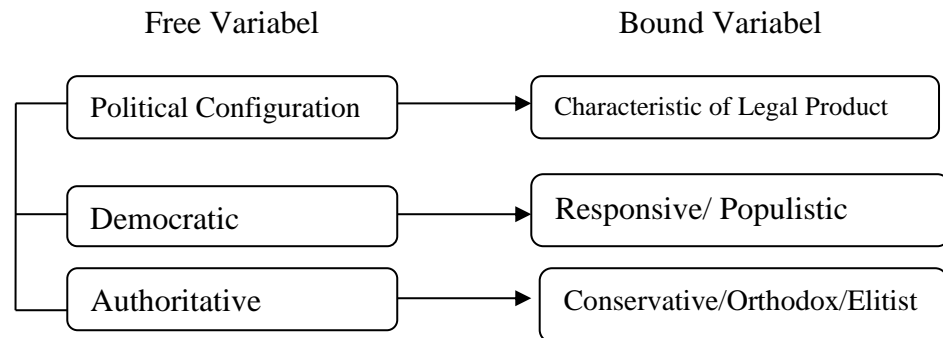 Free Variabel Bound Variabel
Political Configuration Characteristic of Legal Product
Democratic Responsive/ Populistic
Authoritative Conservative/Orthodox/Elitist